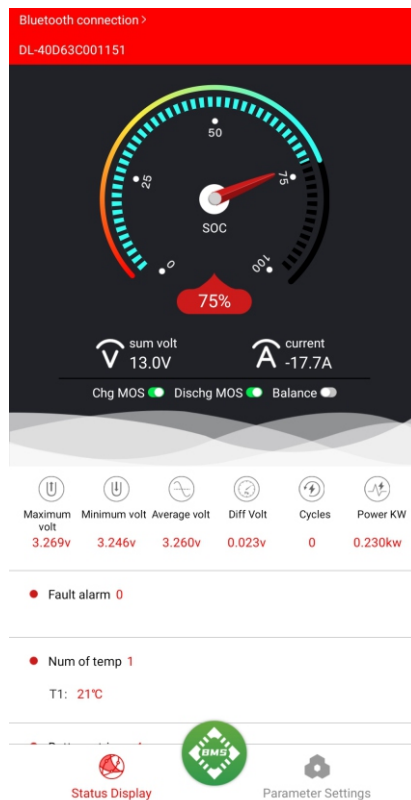 Bluetooth connection >
DL-40D63C001151
50
25
75
SOC
0
100
75%
sum volt
V 13.0V
current
A -17.7A
Chg MOS Dischg MOS Balance
Maximum volt
Minimum volt
Average volt
Diff Volt
Cycles
Power KW
3.269v 3.246v 3.260v 0.023v 0 0.230kw
Fault alarm 0
Num of temp 1
T1: 21℃
BMS
Status Display
Parameter Settings